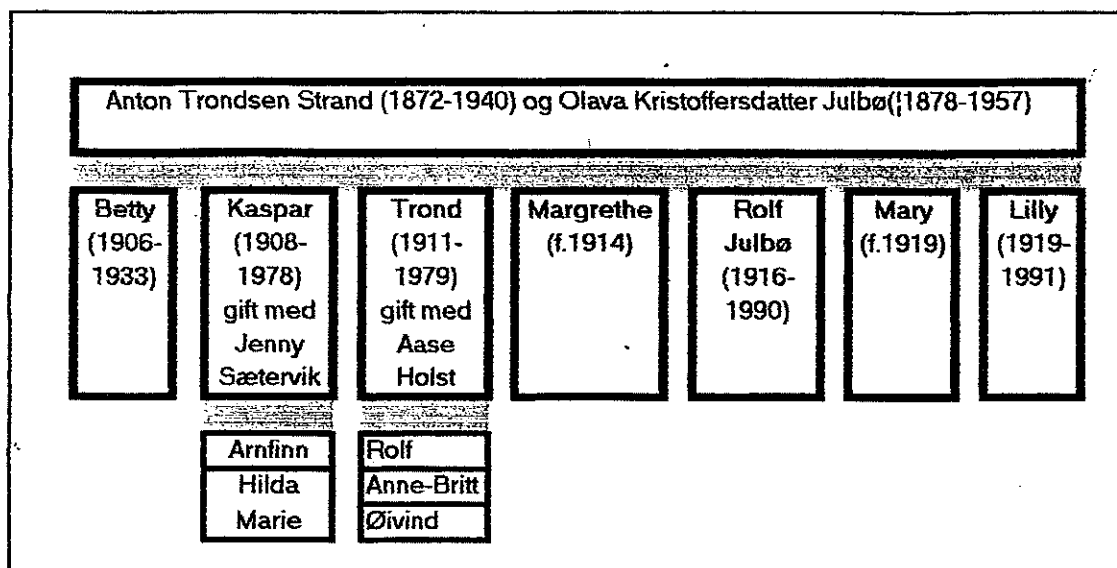 Anton Trondsen Strand (1872-1940) og Olava Kristoffersdatter Julbø(¦1878-1957)
Betty
(1906-
1933)
Kaspar
(1908-
1978)
gift med
Jenny
Sætervik
Trond
(1911-
1979)
gift med
Aase
Holst
Margrethe
(f.1914)
Rolf
Julbø
(1916-
1990)
Mary
(f.1919)
Lilly
(1919-
1991)
Arnfinn
Hilda
Marie
Rolf
Anne-Britt
Øivind